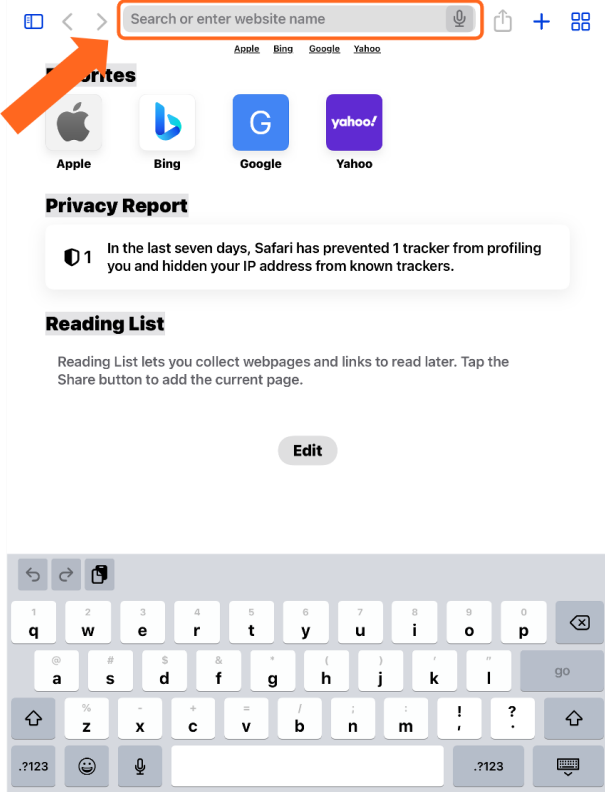 Search or enter website name
Apple Bing Google Yahoo
orites
G yahoo!
Apple Bing Google Yahoo
Privacy Report
1
In the last seven days, Safari has prevented 1 tracker from profiling
you and hidden your IP address from known trackers.
Reading List
Reading List lets you collect webpages and links to read later. Tap the
Share button to add the current page.
Edit
1 2 3 4 5 6 7 8 9 0
q w e r t y u i o p
@ # $ & * ( ) ' "
a s d f g h j k l go
% - + = / ; : ! ?
z x c v b n m , .
.?123 .?123